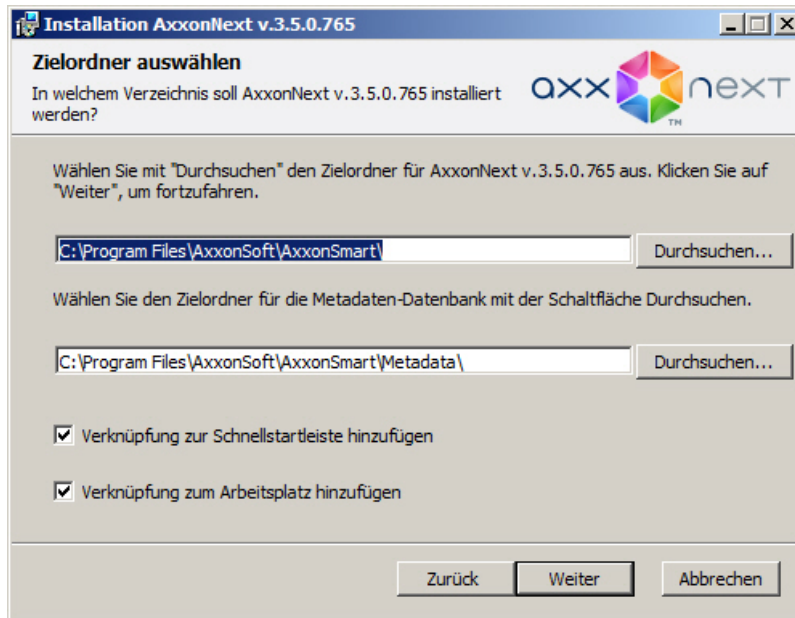 Installation AxxonNext v.3.5.0.765
Zielordner auswählen
In welchem Verzeichnis soll AxxonNext v.3.5.0.765 installiert
werden?
axx next
TM
Wählen Sie mit "Durchsuchen" den Zielordner für AxxonNext v.3.5.0.765 aus. Klicken Sie auf
"Weiter", um fortzufahren.
C:\Program Files\AxxonSoft\AxxonSmart\
Durchsuchen...
Wählen Sie den Zielordner für die Metadaten-Datenbank mit der Schaltfläche Durchsuchen.
C:\Program Files\AxxonSoft\AxxonSmart\Metadata\
Durchsuchen...
Verknüpfung zur Schnellstartleiste hinzufügen
Verknüpfung zum Arbeitsplatz hinzufügen
Zurück
Weiter
Abbrechen